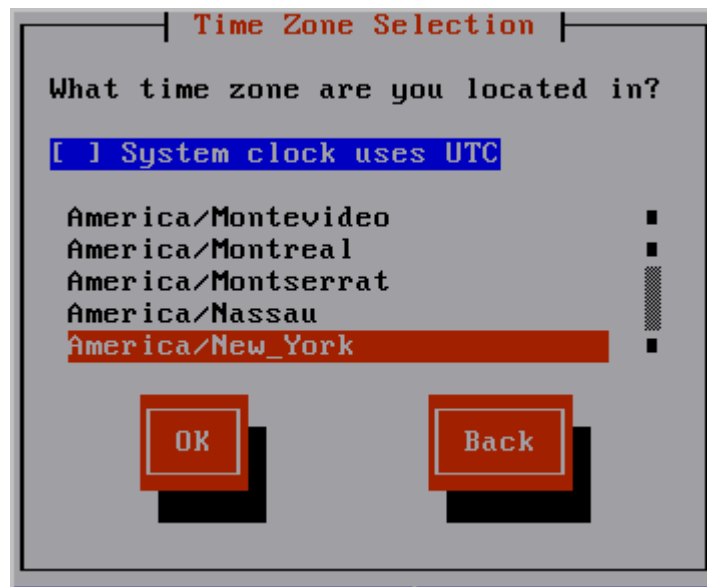 Time Zone Selection
What time zone are you located in?
[ ] System clock uses UTC
America/Montevideo
America/Montreal
America/Montserrat
America/Nassau
America/New_York
OK Back